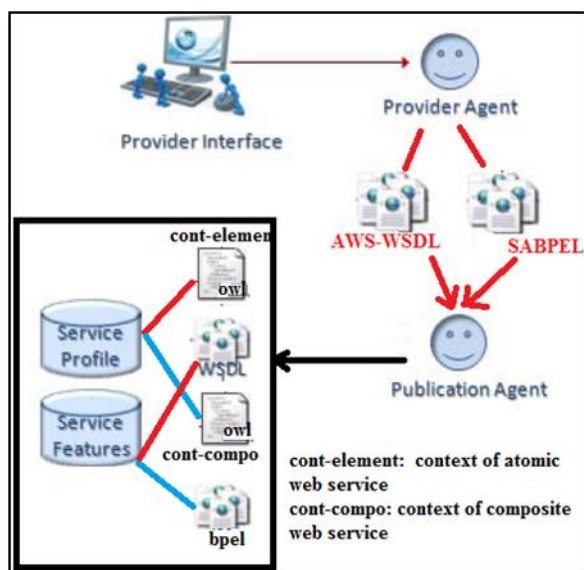 Provider Interface
Provider Agent
AWS-WSDL
SABPEL
Publication Agent
cont-elemen
owl
Service
Profile
WSDL
owl
cont-compo
Service
Features
bpel
cont-element: context of atomic
web service
cont-compo: context of composite
web service